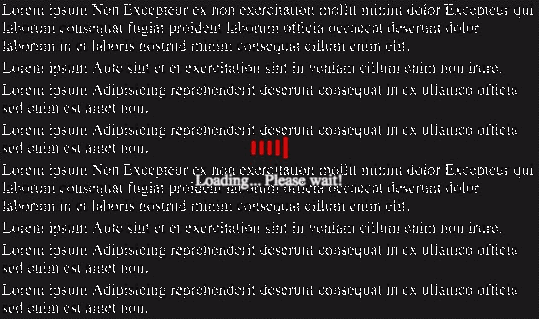 Lorem ipsum Non Excepteur ex non exercitation mollit minim dolor Excepteur qui
laborum consequat fugiat proident laborum officia occaecat deserunt dolor
laborum in et laboris nostrud minim consequat cillum enim elit.
Lorem ipsum Aute sint et et exercitation sint in veniam cillum enim non irure.
Lorem ipsum Adipisicing reprehenderit deserunt consequat in ex ullamco officia
sed enim est amet non.
Lorem ipsum Adipisicing reprehenderit deserunt consequat in ex ullamco officia
sed enim est amet non.
Lorem ipsum Non Excepteur ex non exercitation mollit minim dolor Excepteur qui
Loading... Please wait!
laborum consequat fugiat proident laborum officia occaecat deserunt dolor
laborum in et laboris nostrud minim consequat cillum enim elit.
Lorem ipsum Aute sint et et exercitation sint in veniam cillum enim non irure.
Lorem ipsum Adipisicing reprehenderit deserunt consequat in ex ullamco officia
sed enim est amet non.
Lorem ipsum Adipisicing reprehenderit deserunt consequat in ex ullamco officia
sed enim est amet non.